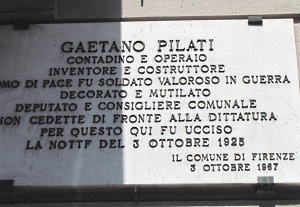 GAETANO PILATI
CONTADINO E OPERAIO
INVENTORE E COSTRUTTORE
OMO DI PACE FU SOLDATO VALOROSO IN GUERRA
DECORATO E MUTILATO
DEPUTATO E CONSIGLIERE COMUNALE
NON CEDETTE DI FRONTE ALLA DITTATURA
PER QUESTO QUI FU UCCISO
LA NOTTE DEL 3 OTTOBRE 1925
IL COMUNE DI FIRENZE
3 OTTOBRE 1967